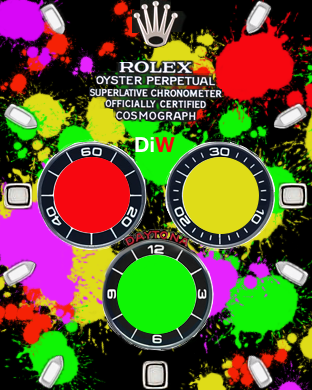 ROLEX
OYSTER PERPETUAL
SUPERLATIVE CHRONOMETER
OFFICIALLY CERTIFIED
COSMOGRAPH
DiW
60
20
40
30
10
20
DAYTONA
12
3
6
9